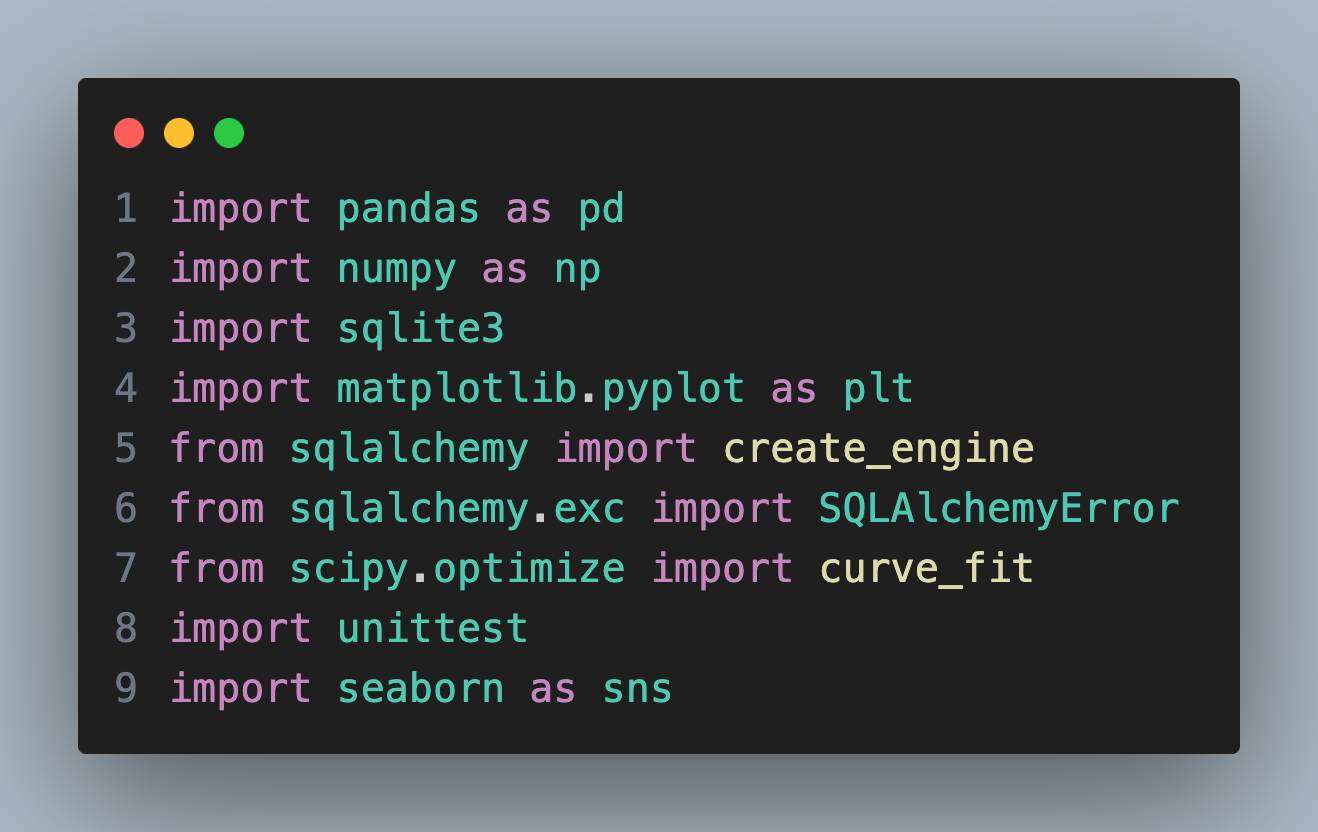 1 import pandas as pd
2 import numpy as np
3 import sqlite3
4 import matplotlib.pyplot as plt
5 from sqlalchemy import create_engine
6 from sqlalchemy.exc import SQLAlchemyError
7 from scipy.optimize import curve_fit
8 import unittest
9 import seaborn as sns